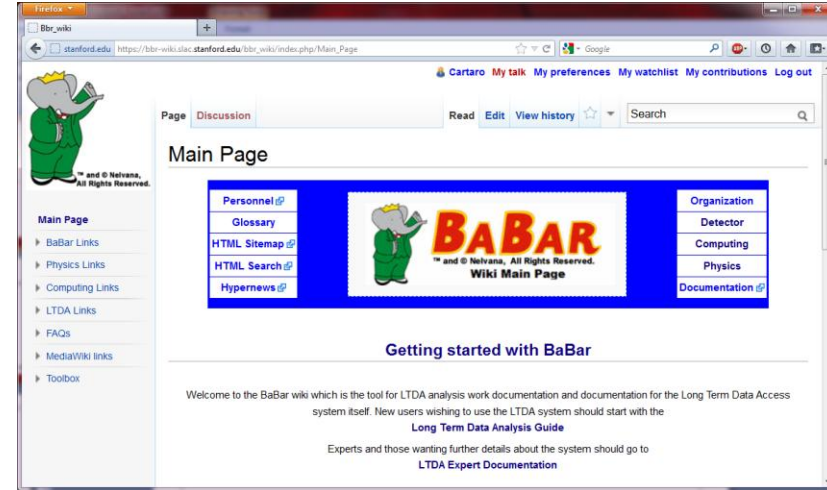 Firefox
Bbr_wiki
+
stanford.edu https://bbr-wiki.slac.stanford.edu/bbr_wiki/index.php/Main_Page
Google
Cartaro My talk My preferences My watchlist My contributions Log out
Page Discussion
Read Edit View history
Search
™ and © Nelvana,
All Rights Reserved.
Main Page
Main Page
BaBar Links
Physics Links
Computing Links
LTDA Links
FAQs
MediaWiki links
Toolbox
Personnel
Glossary
HTML Sitemap
HTML Search
Hypernews
BABAR
™ and © Nelvana, All Rights Reserved.
Wiki Main Page
Organization
Detector
Computing
Physics
Documentation
Getting started with BaBar
Welcome to the BaBar wiki which is the tool for LTDA analysis work documentation and documentation for the Long Term Data Access
system itself. New users wishing to use the LTDA system should start with the
Long Term Data Analysis Guide
Experts and those wanting further details about the system should go to
LTDA Expert Documentation